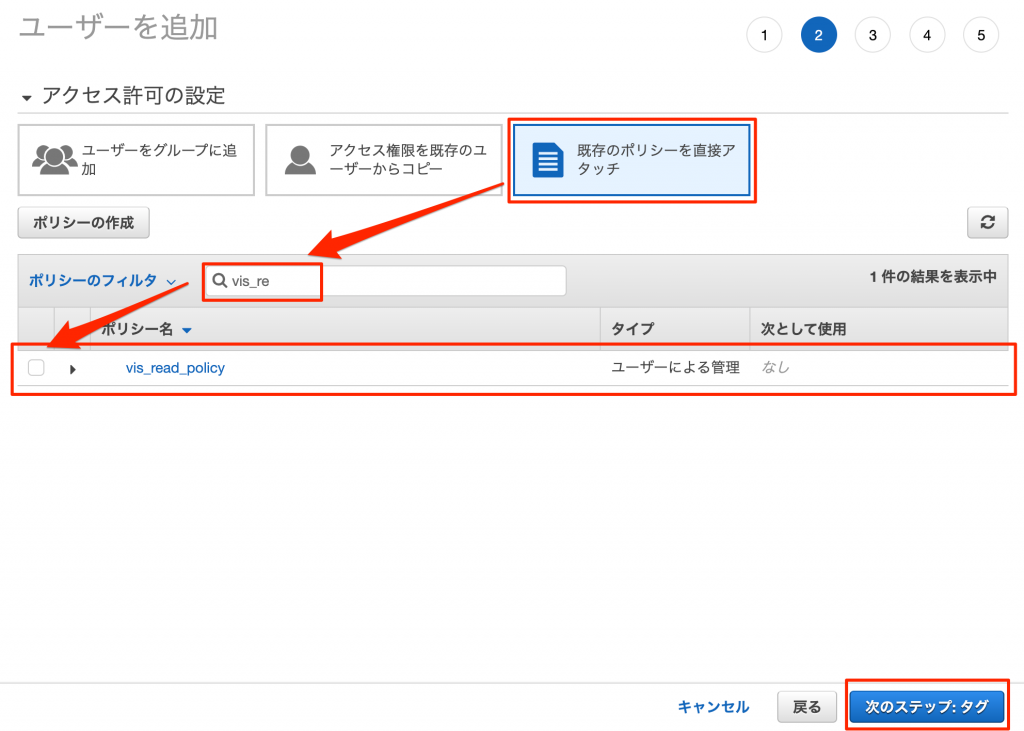 ユーザーを追加
1 2 3 4 5
アクセス許可の設定
ユーザーをグループに追
加
アクセス権限を既存のユ
ーザーからコピー
既存のポリシーを直接ア
タッチ
ポリシーの作成
ポリシーのフィルタ
vis_re
1 件の結果を表示中
ポリシー名 タイプ 次として使用
vis_read_policy ユーザーによる管理 なし
キャンセル 戻る 次のステップ: タグ